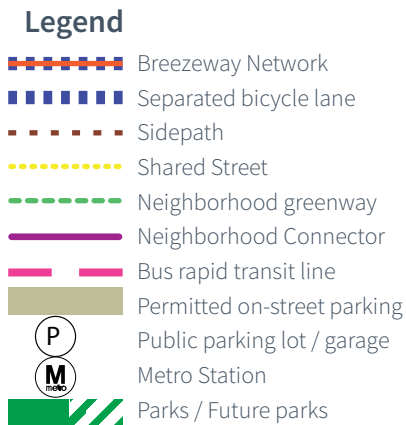 Legend
Breezeway Network
Separated bicycle lane
Sidepath
Shared Street
Neighborhood greenway
Neighborhood Connector
Bus rapid transit line
Permitted on-street parking
P Public parking lot / garage
M metro Metro Station
Parks / Future parks